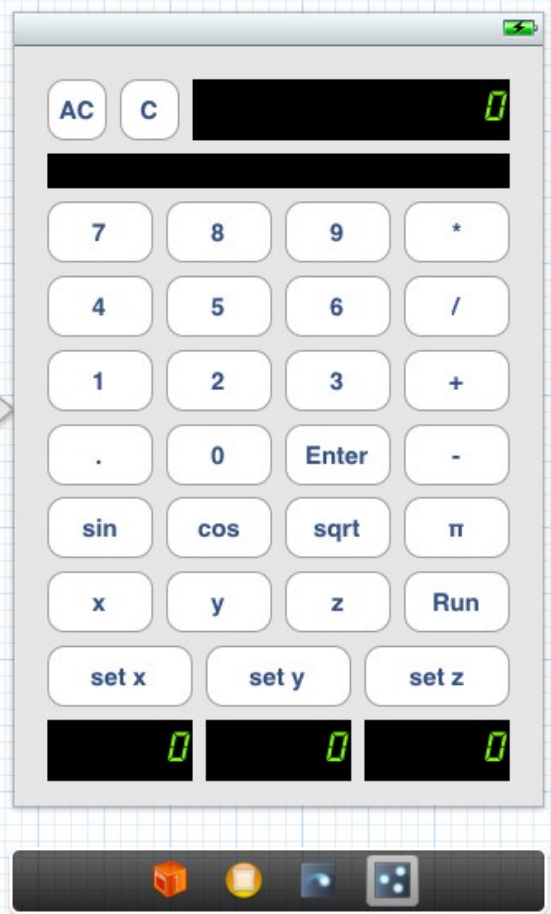 AC C 0
7 8 9 *
4 5 6 /
1 2 3 +
. 0 Enter -
sin cos sqrt π
x y z Run
set x set y set z
0 0 0